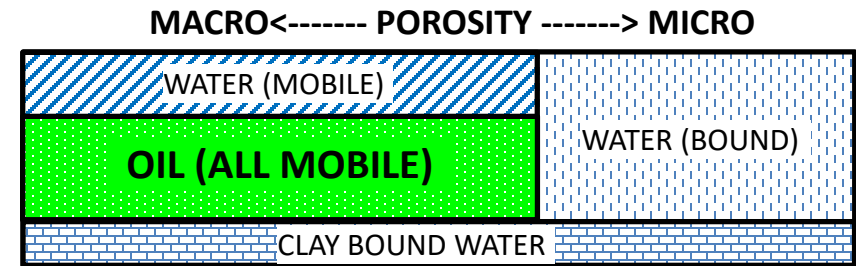 MACRO<------- POROSITY -------> MICRO
WATER (MOBILE)
WATER (BOUND)
OIL (ALL MOBILE)
CLAY BOUND WATER